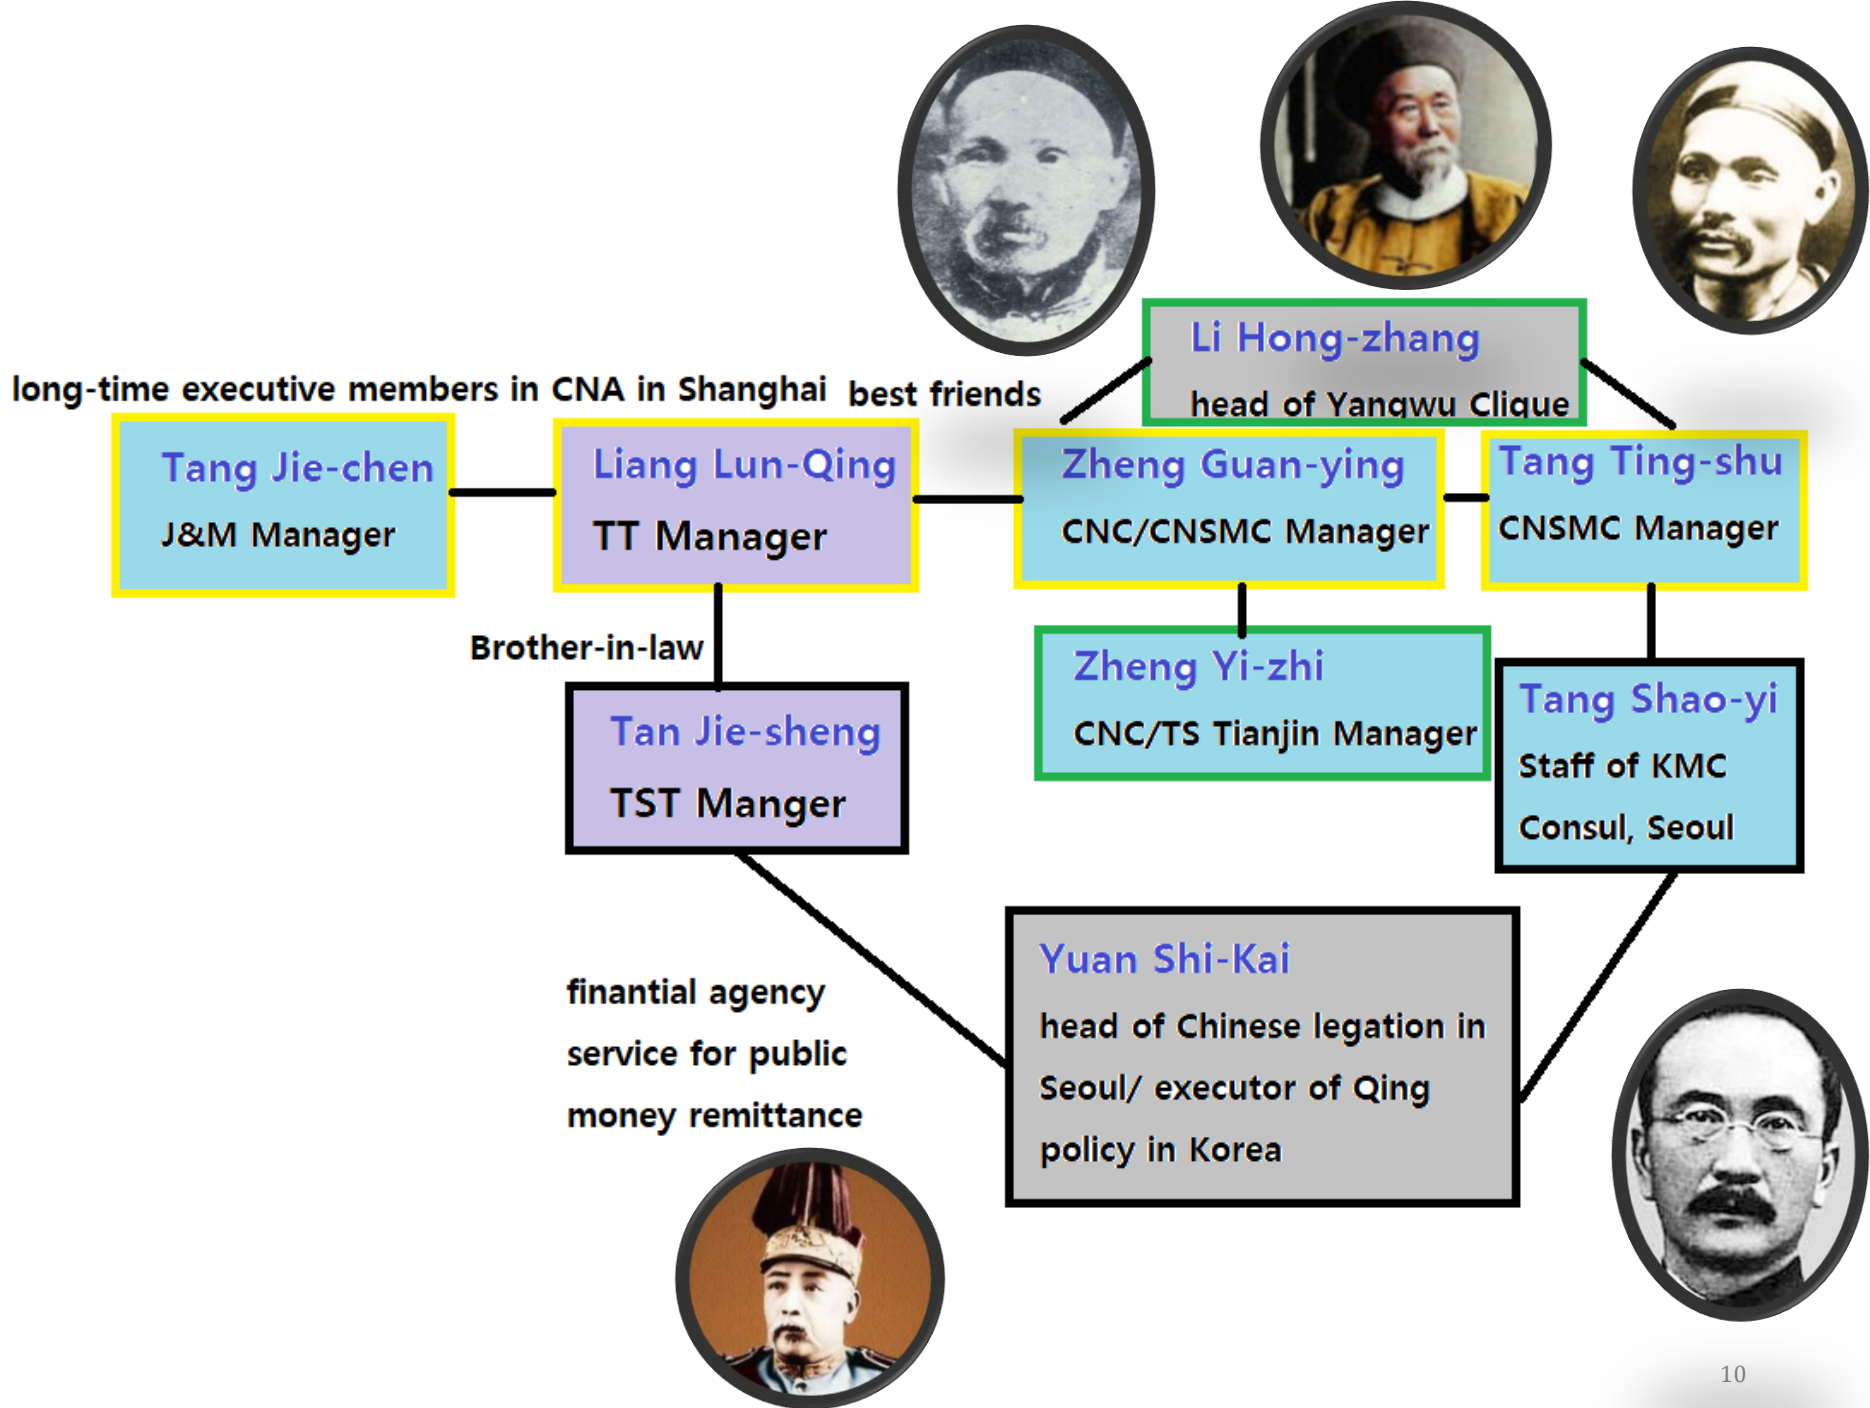 Li Hong-zhang
head of Yangwu Clique
long-time executive members in CNA in Shanghai
best friends
Tang Jie-chen
J&M Manager
Liang Lun-Qing
TT Manager
Zheng Guan-ying
CNC/CNSMC Manager
Tang Ting-shu
CNSMC Manager
Brother-in-law
Tan Jie-sheng
TST Manger
Zheng Yi-zhi
CNC/TS Tianjin Manager
Tang Shao-yi
Staff of KMC
Consul, Seoul
finantial agency
service for public
money remittance
Yuan Shi-Kai
head of Chinese legation in
Seoul/ executor of Qing
policy in Korea
10